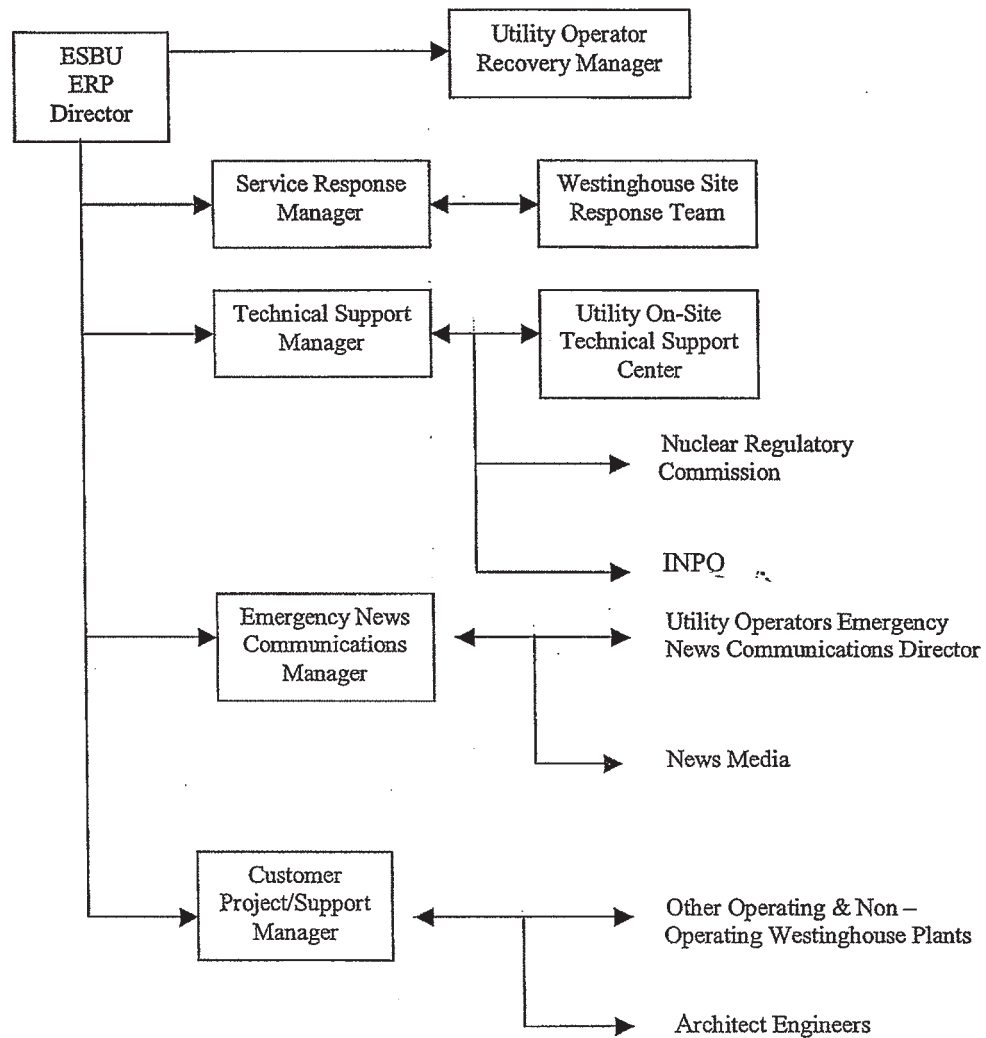 ESBU
ERP
Director
Utility Operator
Recovery Manager
Service Response
Manager
Westinghouse Site
Response Team
Technical Support
Manager
Utility On-Site
Technical Support
Center
Nuclear Regulatory
Commission
INPO
Emergency News
Communications
Manager
Utility Operators Emergency
News Communications Director
News Media
Customer
Project/Support
Manager
Other Operating & Non –
Operating Westinghouse Plants
Architect Engineers